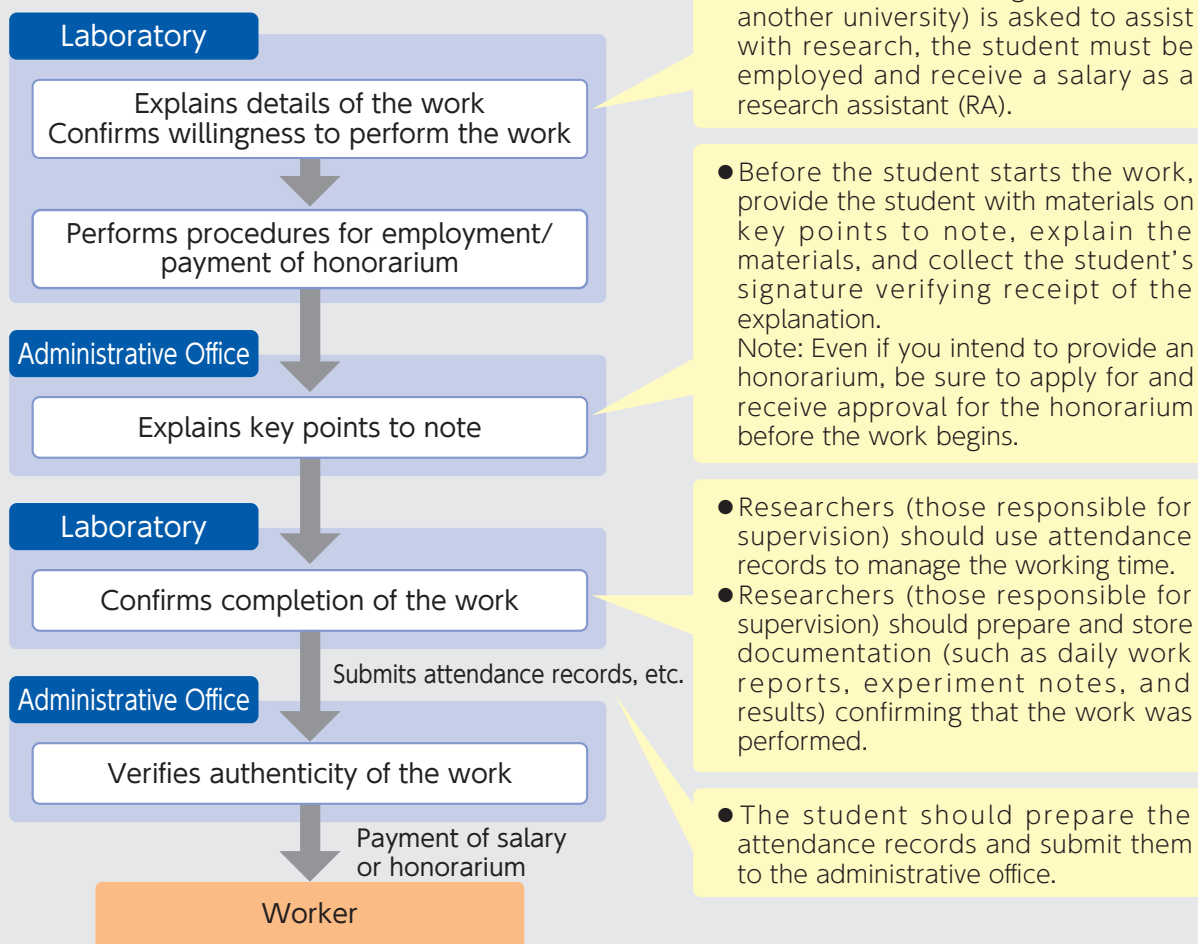 Laboratory
Explains details of the work
Confirms willingness to perform the work
Performs procedures for employment/
payment of honorarium
Administrative Office
Explains key points to note
Laboratory
Confirms completion of the work
Submits attendance records, etc.
Administrative Office
Verifies authenticity of the work
Payment of salary
or honorarium
Worker
another university) is asked to assist
with research, the student must be
employed and receive a salary as a
research assistant (RA).
●Before the student starts the work,
provide the student with materials on
key points to note, explain the
materials, and collect the student's
signature verifying receipt of the
explanation.
Note: Even if you intend to provide an
honorarium, be sure to apply for and
receive approval for the honorarium
before the work begins.
●Researchers (those responsible for
supervision) should use attendance
records to manage the working time.
●Researchers (those responsible for
supervision) should prepare and store
documentation (such as daily work
reports, experiment notes, and
results) confirming that the work was
performed.
●The student should prepare the
attendance records and submit them
to the administrative office.